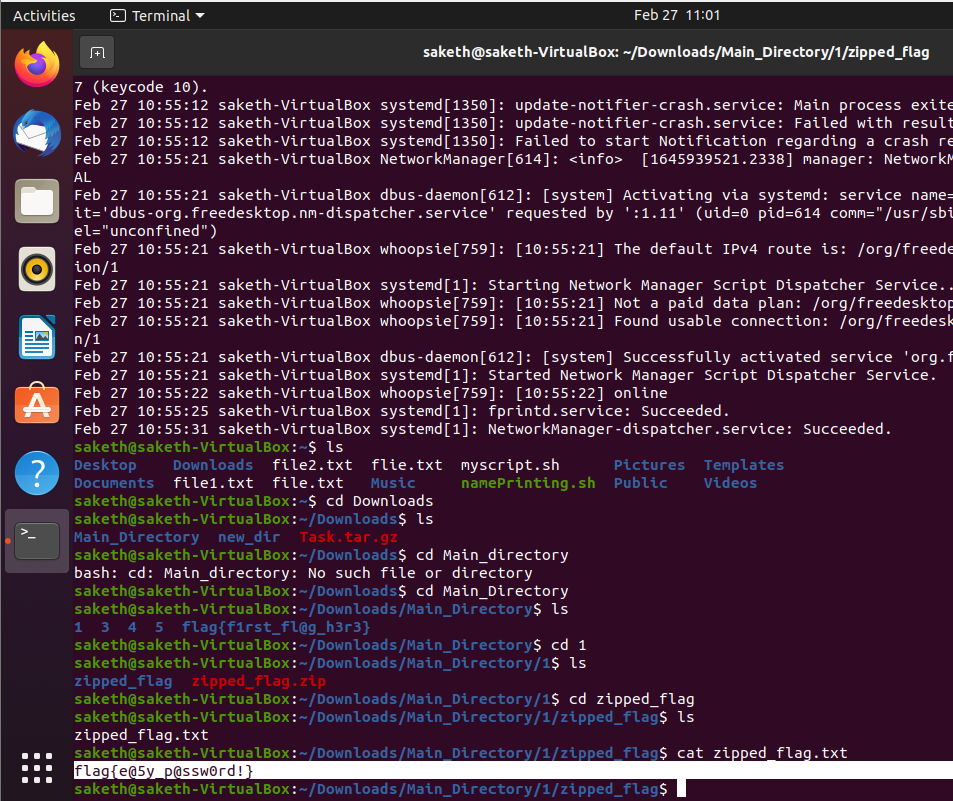 Activities Terminal Feb 27 11:01
saketh@saketh-VirtualBox: ~/Downloads/Main_Directory/1/zipped_flag
7 (keycode 10).
Feb 27 10:55:12 saketh-VirtualBox systemd[1350]: update-notifier-crash.service: Main process exite
Feb 27 10:55:12 saketh-VirtualBox systemd[1350]: update-notifier-crash.service: Failed with result
Feb 27 10:55:12 saketh-VirtualBox systemd[1350]: Failed to start Notification regarding a crash re
Feb 27 10:55:21 saketh-VirtualBox NetworkManager[614]: <info>  [1645939521.2338] manager: NetworkM
AL
Feb 27 10:55:21 saketh-VirtualBox dbus-daemon[612]: [system] Activating via systemd: service name=
it='dbus-org.freedesktop.nm-dispatcher.service' requested by ':1.11' (uid=0 pid=614 comm="/usr/sbi
el="unconfined")
Feb 27 10:55:21 saketh-VirtualBox whoopsie[759]: [10:55:21] The default IPv4 route is: /org/freede
ion/1
Feb 27 10:55:21 saketh-VirtualBox systemd[1]: Starting Network Manager Script Dispatcher Service..
Feb 27 10:55:21 saketh-VirtualBox whoopsie[759]: [10:55:21] Not a paid data plan: /org/freedesktop
Feb 27 10:55:21 saketh-VirtualBox whoopsie[759]: [10:55:21] Found usable connection: /org/freedesk
n/1
Feb 27 10:55:21 saketh-VirtualBox dbus-daemon[612]: [system] Successfully activated service 'org.f
Feb 27 10:55:21 saketh-VirtualBox systemd[1]: Started Network Manager Script Dispatcher Service.
Feb 27 10:55:22 saketh-VirtualBox whoopsie[759]: [10:55:22] online
Feb 27 10:55:25 saketh-VirtualBox systemd[1]: fprintd.service: Succeeded.
Feb 27 10:55:31 saketh-VirtualBox systemd[1]: NetworkManager-dispatcher.service: Succeeded.
saketh@saketh-VirtualBox:~$ ls
Desktop    Downloads  file2.txt  flie.txt  myscript.sh      Pictures  Templates
Documents  file1.txt  file.txt   Music     namePrinting.sh  Public    Videos
saketh@saketh-VirtualBox:~$ cd Downloads
saketh@saketh-VirtualBox:~/Downloads$ ls
Main_Directory  new_dir  Task.tar.gz
saketh@saketh-VirtualBox:~/Downloads$ cd Main_directory
bash: cd: Main_directory: No such file or directory
saketh@saketh-VirtualBox:~/Downloads$ cd Main_Directory
saketh@saketh-VirtualBox:~/Downloads/Main_Directory$ ls
1  3  4  5  flag{f1rst_fl@g_h3r3}
saketh@saketh-VirtualBox:~/Downloads/Main_Directory$ cd 1
saketh@saketh-VirtualBox:~/Downloads/Main_Directory/1$ ls
zipped_flag  zipped_flag.zip
saketh@saketh-VirtualBox:~/Downloads/Main_Directory/1$ cd zipped_flag
saketh@saketh-VirtualBox:~/Downloads/Main_Directory/1/zipped_flag$ ls
zipped_flag.txt
saketh@saketh-VirtualBox:~/Downloads/Main_Directory/1/zipped_flag$ cat zipped_flag.txt
flag{e@5y_p@ssw0rd!}
saketh@saketh-VirtualBox:~/Downloads/Main_Directory/1/zipped_flag$